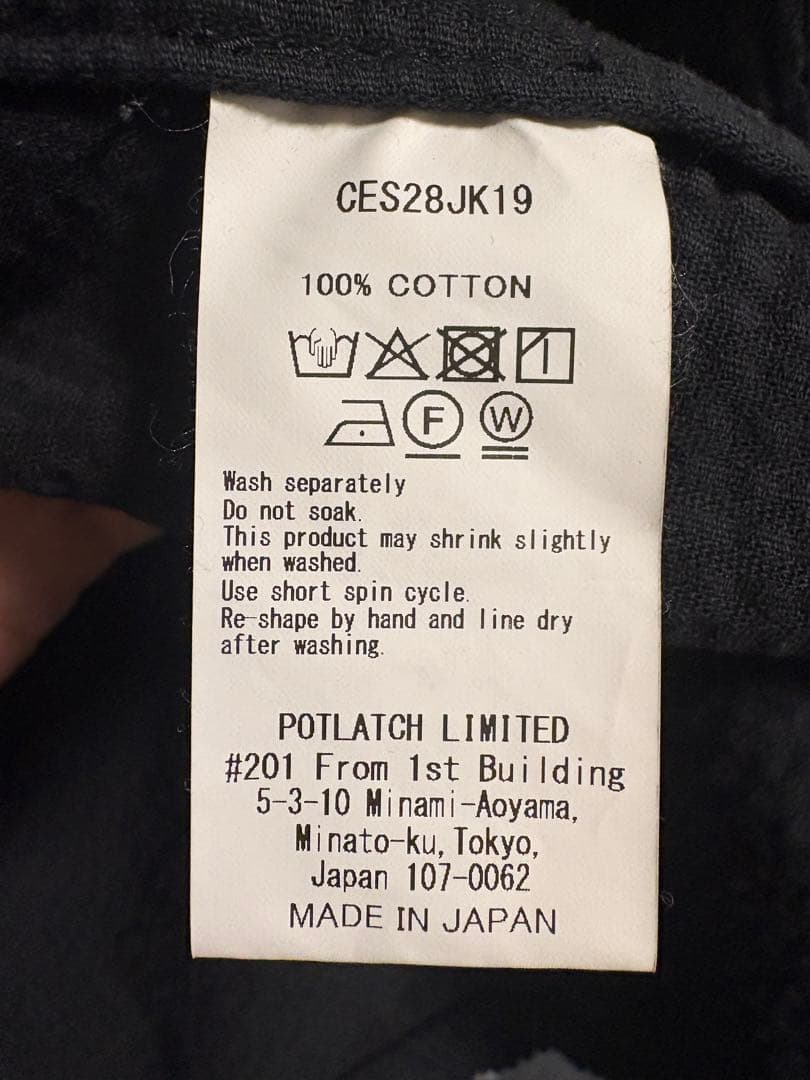 CES28JK19
100% COTTON
F W
Wash separately
Do not soak.
This product may shrink slightly
when washed.
Use short spin cycle.
Re-shape by hand and line dry
after washing.
POTLATCH LIMITED
#201 From 1st Building
5-3-10 Minami-Aoyama,
Minato-ku, Tokyo,
Japan 107-0062
MADE IN JAPAN